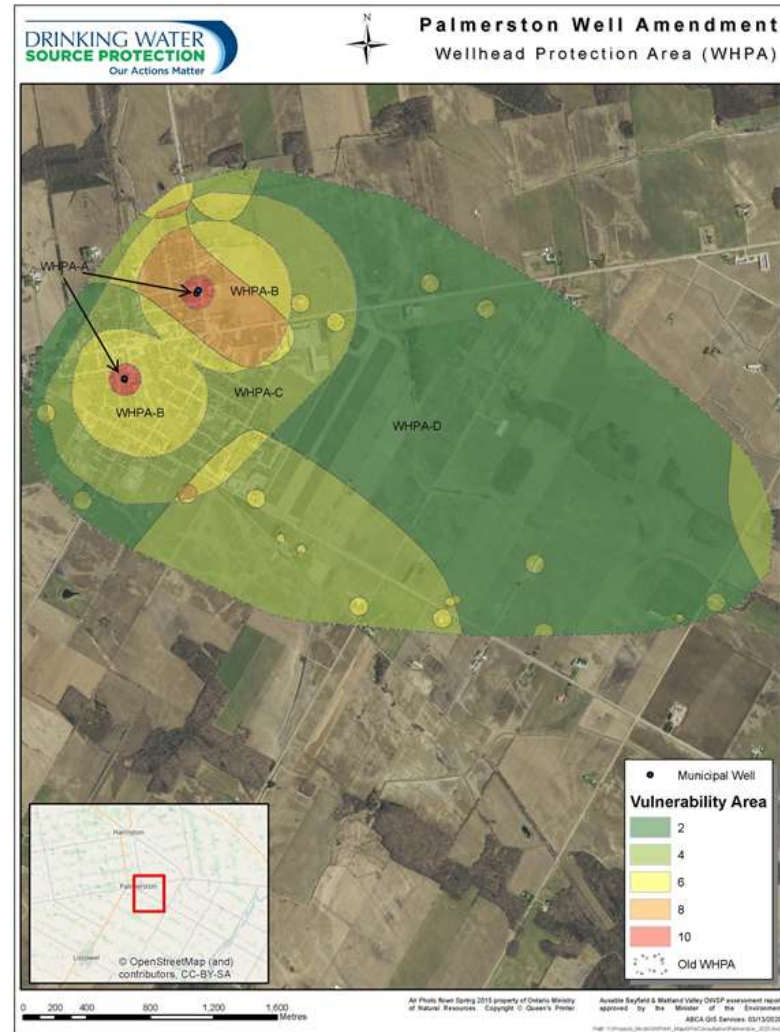 DRINKING WATER
SOURCE PROTECTION
Our Actions Matter
N
Palmerston Well Amendment
Wellhead Protection Area (WHPA)
WHPA-A
WHPA-B
WHPA-C
WHPA-B
WHPA-D
Municipal Well
Vulnerability Area
2
4
6
8
10
Old WHPA
Harriston
Palmerston
Listowel
© OpenStreetMap (and)
contributors, CC-BY-SA
0 200 400 800 1,200 1,600
Metres
Air Photo flown Spring 2015 property of Ontario Ministry
of Natural Resources. Copyright © Queen's Printer
Ausable Bayfield & Maitland Valley DWSP assessment report
approved by the Minister of the Environment
ABCA GIS Services: 03/13/2020